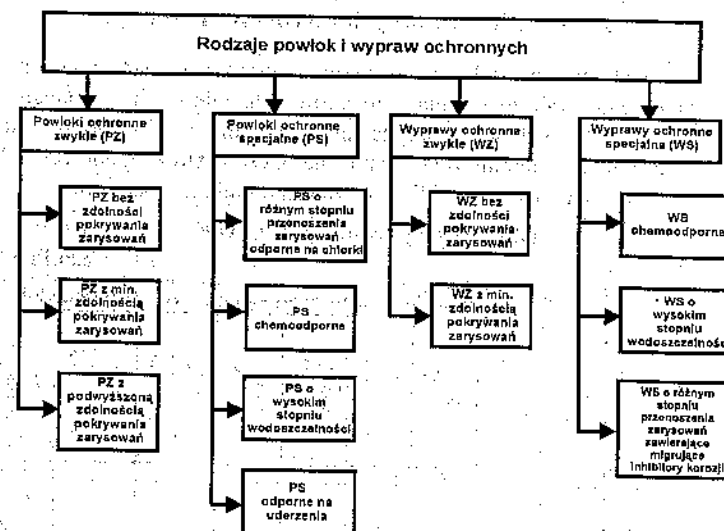 Rodzaje powłok i wypraw ochronnych
Powłoki ochronne
zwykłe (PZ)
PZ bez
zdolności
pokrywania
zarysowań
PZ z min.
zdolnością
pokrywania
zarysowań
PZ z
podwyższoną
zdolnością
pokrywania
zarysowań
Powłoki ochronne
specjalne (PS)
PS o
różnym stopniu
przenoszenia
zarysowań
odporne na chlorki
PS
chemoodporne
PS o
wysokim
stopniu
wodoszczelności
PS
odporne na
uderzenia
Wyprawy ochronne
zwykłe (WZ)
WZ bez
zdolności
pokrywania
zarysowań
WZ z min.
zdolnością
pokrywania
zarysowań
Wyprawy ochronne
specjalne (WS)
WS
chemoodporne
WS o
wysokim
stopniu
wodoszczelności
WS o różnym
stopniu
przenoszenia
zarysowań
zawierające
migrujące
inhibitory korozji